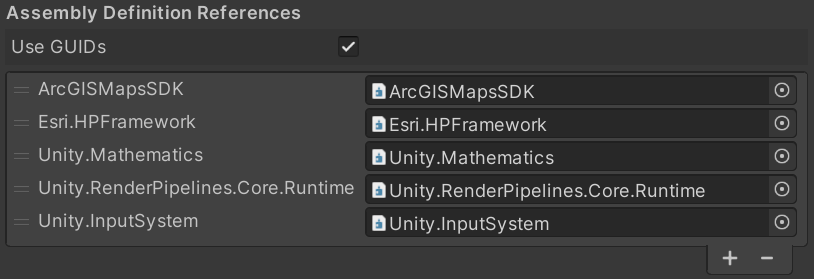 Assembly Definition References
Use GUIDs
ArcGISMapsSDK ArcGISMapsSDK
Esri.HPFramework Esri.HPFramework
Unity.Mathematics Unity.Mathematics
Unity.RenderPipelines.Core.Runtime Unity.RenderPipelines.Core.Runtime
Unity.InputSystem Unity.InputSystem